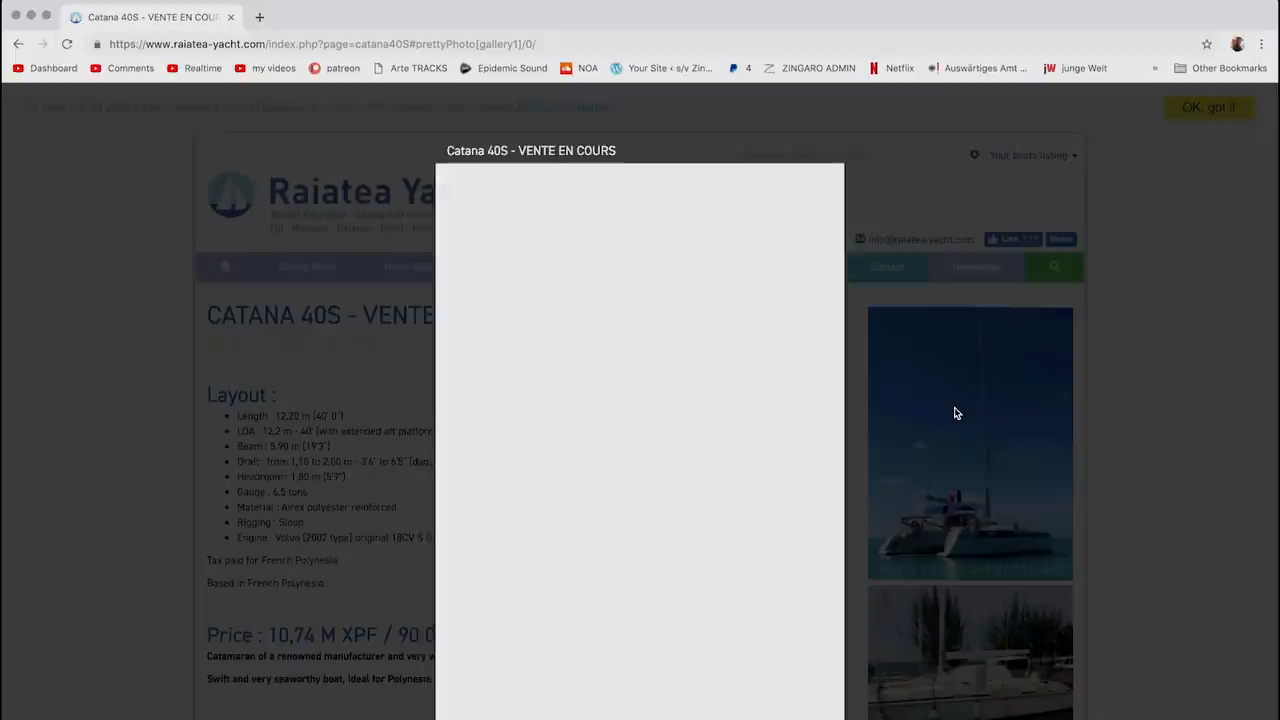 Catana 40S - VENTE EN COUR
https://www.raiatea-yacht.com/index.php?page=catana40S#prettyPhoto[gallery1]/0/
Dashboard
Comments
Realtime
my videos
patreon
Arte TRACKS
Epidemic Sound
NOA
Your Site ‹ s/v Zin...
4
ZINGARO ADMIN
Netflix
Auswärtiges Amt ...
junge Weit
»
Other Bookmarks
OK, got it
Catana 40S - VENTE EN COURS
Your boats listing
Raiatea Ya
info@raiatea-yacht.com
Like
Share
Contact
Newsletter
CATANA 40S - VENTE
Layout :
Length : 12,20 m (40' 0")
LOA : 12,2 m - 40' (with extended aft platform
Beam : 5,90 m (19'3")
Draft : from 1,10 to 2,00 m - 3'6" to 6'5" (dag
Headroom : 1,80 m (5'9")
Gauge : 6.5 tons
Material : Airex polyester reinforced
Rigging : Sloop
Engine : Volvo (2002 type) original 18CV
Tax paid for French Polynesia
Based in French Polynesia
Price : 10,74 M XPF / 90 0
Catamaran of a renowned manufacturer and very w
Swift and very seaworthy boat, ideal for Polynesia